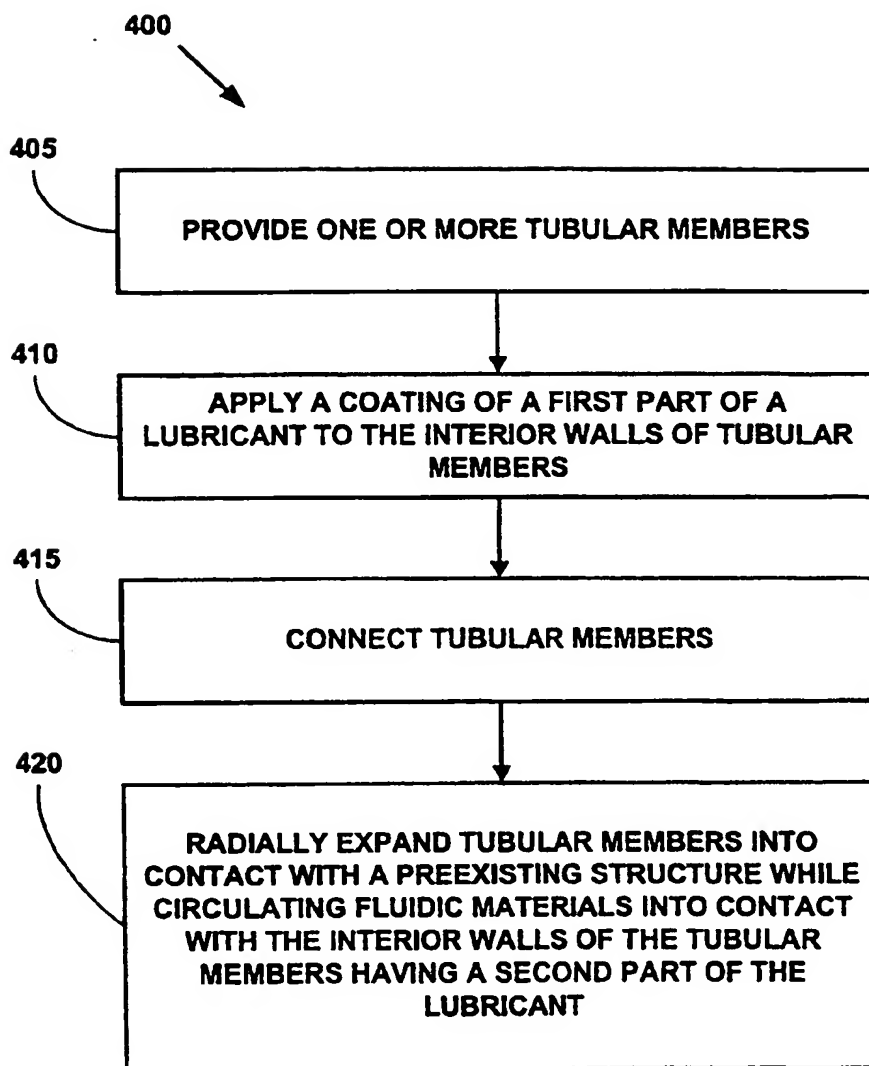 400
405
PROVIDE ONE OR MORE TUBULAR MEMBERS
410
APPLY A COATING OF A FIRST PART OF A
LUBRICANT TO THE INTERIOR WALLS OF TUBULAR
MEMBERS
415
CONNECT TUBULAR MEMBERS
420
RADIALLY EXPAND TUBULAR MEMBERS INTO
CONTACT WITH A PREEXISTING STRUCTURE WHILE
CIRCULATING FLUIDIC MATERIALS INTO CONTACT
WITH THE INTERIOR WALLS OF THE TUBULAR
MEMBERS HAVING A SECOND PART OF THE
LUBRICANT